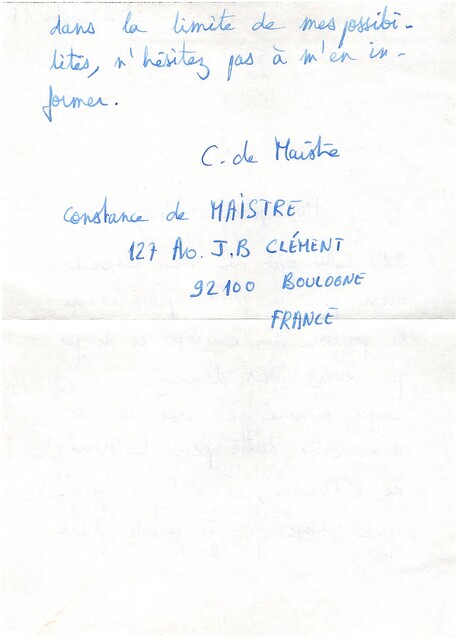 dans la limite de mes possibi-
lités, n'hésitez pas à m'en in-
former.
C. de Maistre
Constance de MAISTRE
127 Av. J.B CLÉMENT
92100 BOULOGNE
FRANCE